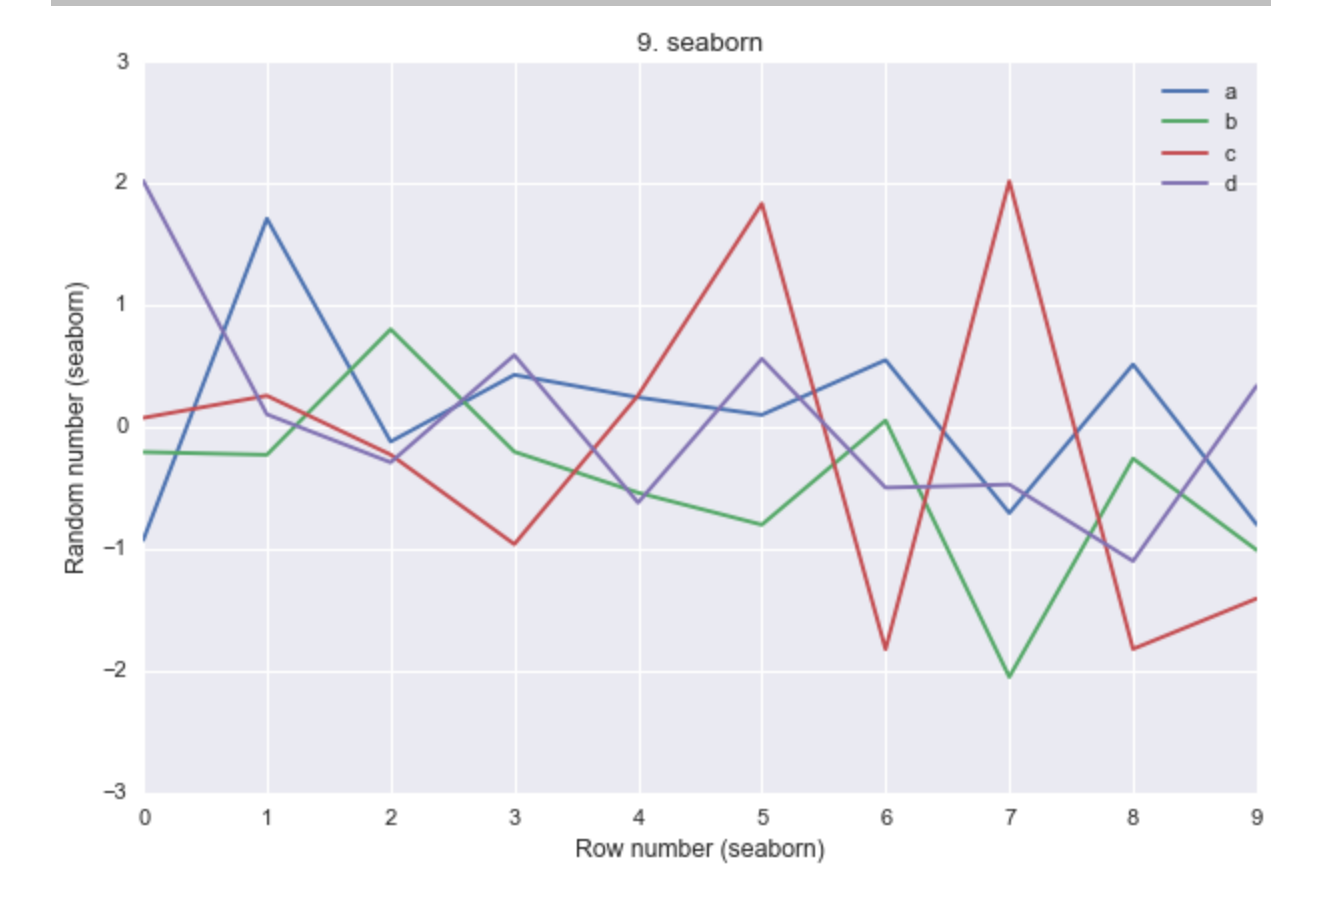 9. seaborn
3
2
1
0
−1
−2
−3
Random number (seaborn)
a
b
c
d
0 1 2 3 4 5 6 7 8 9
Row number (seaborn)